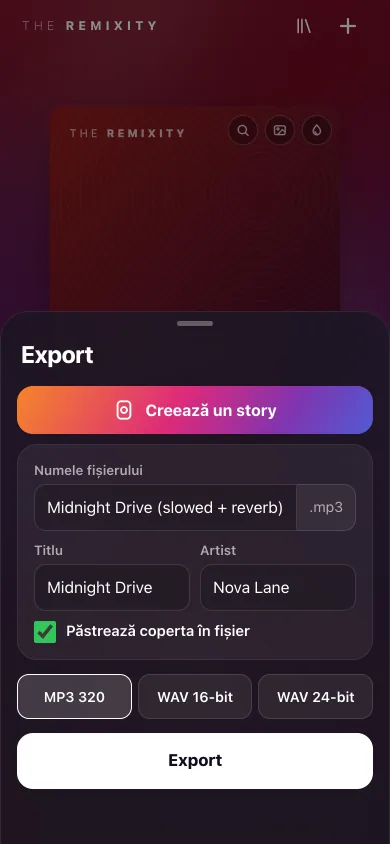 THE REMIXITY
THE REMIXITY
Export
Creează un story
Numele fișierului
Midnight Drive (slowed + reverb) .mp3
Titlu Artist
Midnight Drive Nova Lane
Păstrează coperta în fișier
MP3 320 WAV 16-bit WAV 24-bit
Export